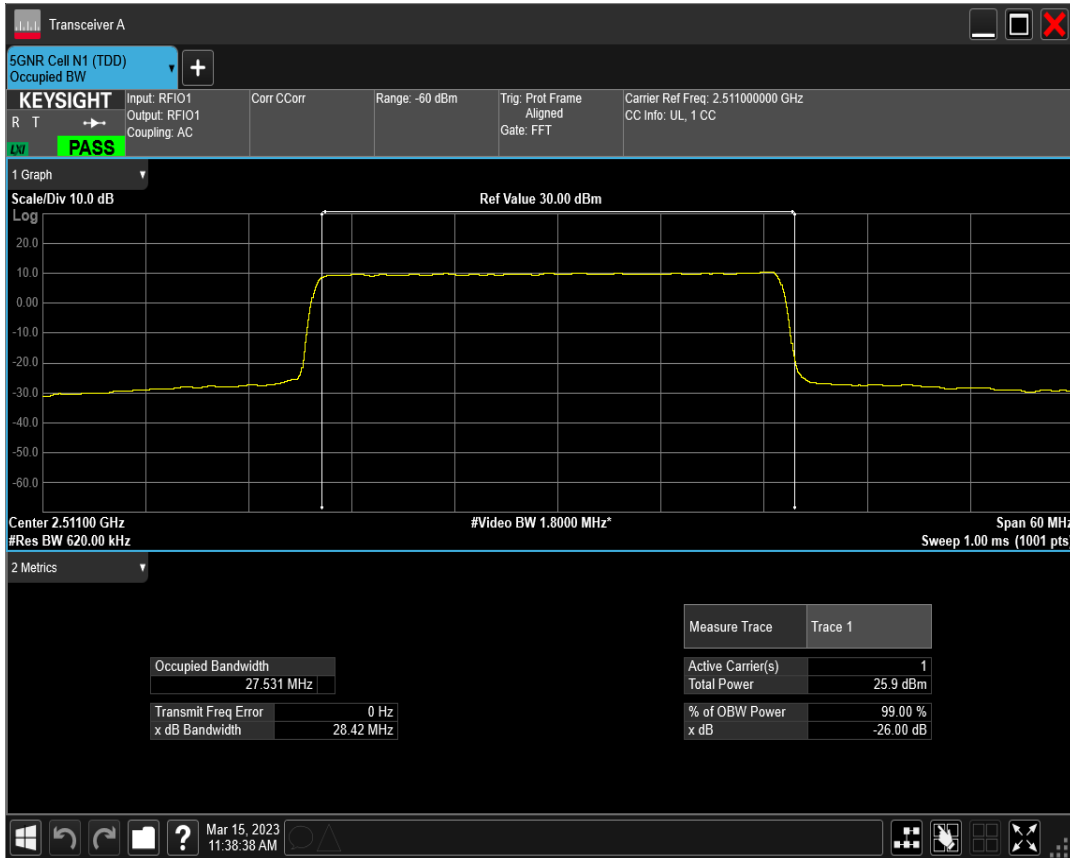 Transceiver A
5GNR Cell N1 (TDD)
Occupied BW
KEYSIGHT
R T
LXI
PASS
Input: RFIO1
Output: RFIO1
Coupling: AC
Corr CCorr
Range: -60 dBm
Trig: Prot Frame
Aligned
Gate: FFT
Carrier Ref Freq: 2.511000000 GHz
CC Info: UL, 1 CC
1 Graph
Scale/Div 10.0 dB
Ref Value 30.00 dBm
Log
20.0
10.0
0.00
-10.0
-20.0
-30.0
-40.0
-50.0
-60.0
Center 2.51100 GHz
#Video BW 1.8000 MHz*
Span 60 MHz
#Res BW 620.00 kHz
Sweep 1.00 ms (1001 pts)
2 Metrics
Measure Trace Trace 1
Occupied Bandwidth
27.531 MHz
Active Carrier(s) 1
Total Power 25.9 dBm
Transmit Freq Error 0 Hz
x dB Bandwidth 28.42 MHz
% of OBW Power 99.00 %
x dB -26.00 dB
?
Mar 15, 2023
11:38:38 AM